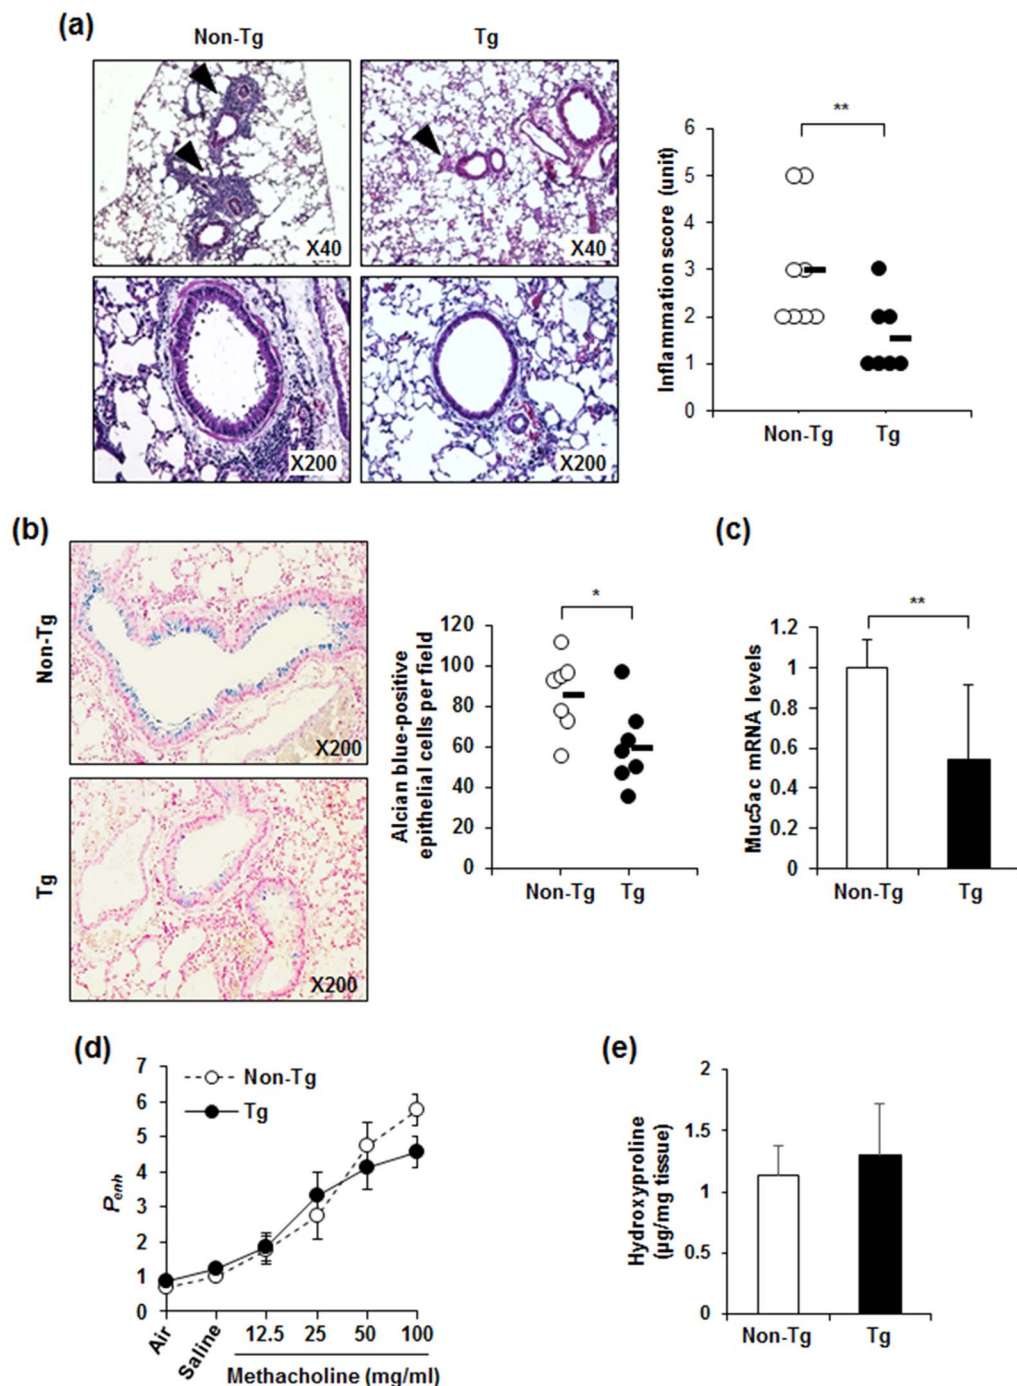 (a)
Non-Tg
Tg
X40
X40
X200
X200
**
Inflammation score (unit)
6
5
4
3
2
1
0
Non-Tg
Tg
(b)
Non-Tg
X200
Tg
X200
*
Alcian blue-positive
epithelial cells per field
120
100
80
60
40
20
0
Non-Tg
Tg
(c)
**
Muc5ac mRNA levels
1.2
1
0.8
0.6
0.4
0.2
0
Non-Tg
Tg
(d)
Non-Tg
Tg
Penh
7
6
5
4
3
2
1
0
Air
Saline
12.5
25
50
100
Methacholine (mg/ml)
(e)
Hydroxyproline
(µg/mg tissue)
2
1.5
1
0.5
0
Non-Tg
Tg